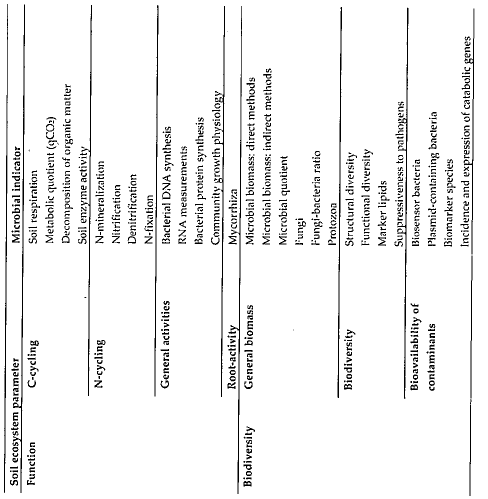 Soil ecosystem parameter Microbial indicator
Function C-cycling Soil respiration
Metabolic quotient (qCO2)
Decomposition of organic matter
Soil enzyme activity
N-cycling N-mineralization
Nitrification
Denitrification
N-fixation
General activities Bacterial DNA synthesis
RNA measurements
Bacterial protein synthesis
Community growth physiology
Root-activity Mycorrhiza
Biodiversity General biomass Microbial biomass: direct methods
Microbial biomass: indirect methods
Microbial quotient
Fungi
Fungi-bacteria ratio
Protozoa
Biodiversity Structural diversity
Functional diversity
Marker lipids
Suppressiveness to pathogens
Bioavailability of Biosensor bacteria
contaminants Plasmid-containing bacteria
Biomarker species
Incidence and expression of catabolic genes